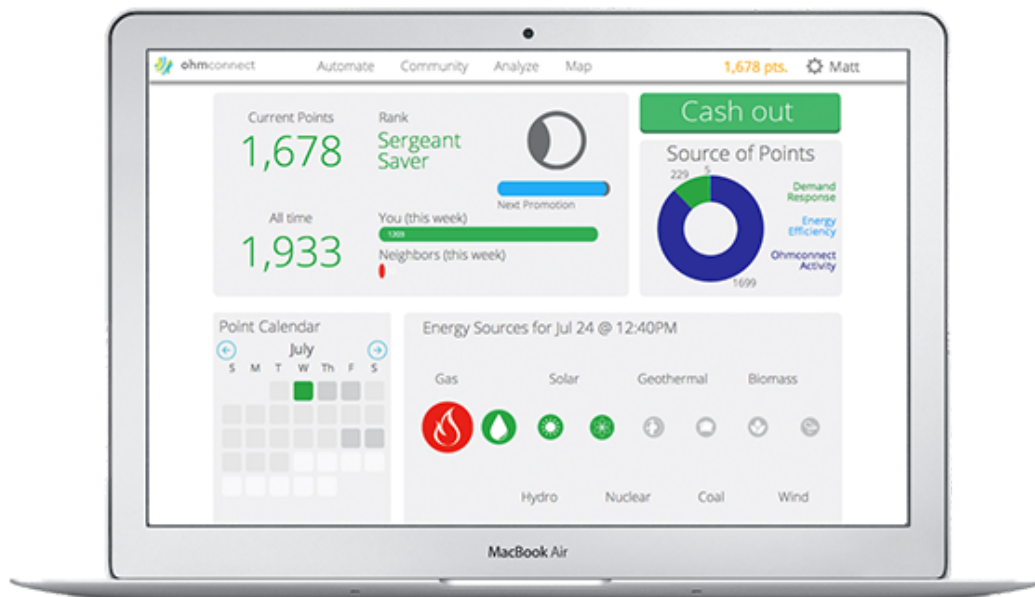 ohmconnect
Automate
Community
Analyze
Map
1,678 pts.
Matt
Current Points
1,678
Rank
Sergeant
Saver
Next Promotion
All time
1,933
You (this week)
1309
Neighbors (this week)
Cash out
Source of Points
229
5
1699
Demand
Response
Energy
Efficiency
Ohmconnect
Activity
Point Calendar
July
S M T W Th F S
Energy Sources for Jul 24 @ 12:40PM
Gas
Solar
Geothermal
Biomass
Hydro
Nuclear
Coal
Wind
MacBook Air